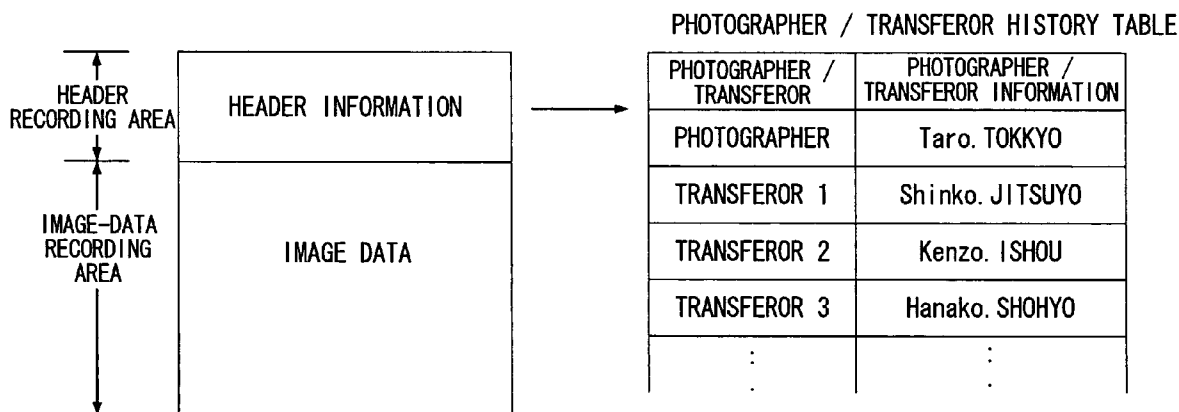 PHOTOGRAPHER / TRANSFEROR HISTORY TABLE
HEADER
RECORDING AREA
HEADER INFORMATION
IMAGE-DATA
RECORDING
AREA
IMAGE DATA
PHOTOGRAPHER /
TRANSFEROR
PHOTOGRAPHER /
TRANSFEROR INFORMATION
PHOTOGRAPHER
Taro. TOKKYO
TRANSFEROR 1
Shinko. JITSUYO
TRANSFEROR 2
Kenzo. ISHOU
TRANSFEROR 3
Hanako. SHOHYO